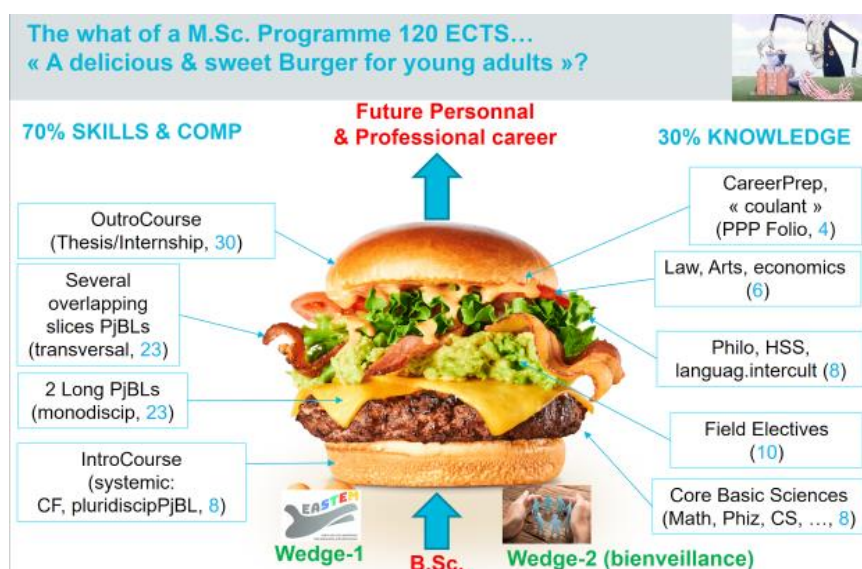 The what of a M.Sc. Programme 120 ECTS…
« A delicious & sweet Burger for young adults »?
Future Personnal
& Professional career
70% SKILLS & COMP
30% KNOWLEDGE
OutroCourse
(Thesis/Internship, 30)
Several
overlapping
slices PjBLs
(transversal, 23)
2 Long PjBLs
(monodiscip, 23)
IntroCourse
(systemic:
CF, pluridiscipPjBL, 8)
CareerPrep,
« coulant »
(PPP Folio, 4)
Law, Arts, economics
(6)
Philo, HSS,
languag.intercult (8)
Field Electives
(10)
Core Basic Sciences
(Math, Phiz, CS, …, 8)
EASTEM
Wedge-1
B.Sc.
Wedge-2 (bienveillance)